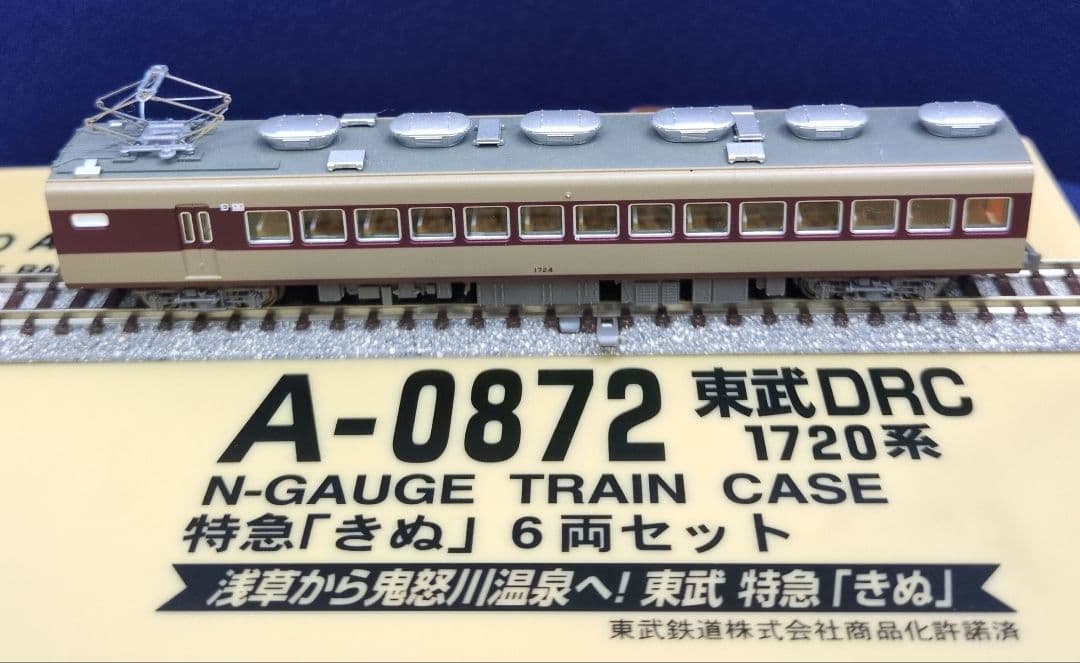 1724
A-0872 東武DRC
1720系
N-GAUGE TRAIN CASE
特急「きぬ」6両セット
浅草から鬼怒川温泉へ! 東武 特急「きぬ」
東武鉄道株式会社商品化許諾済